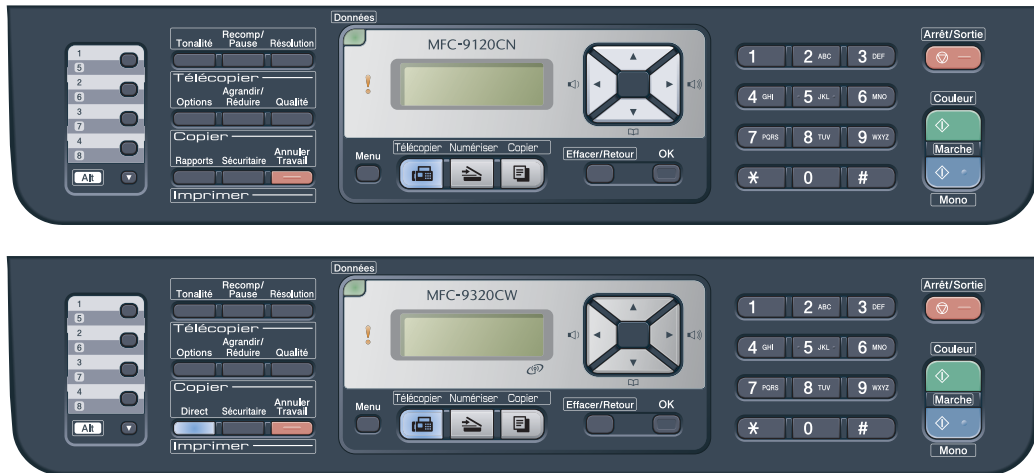 Données
MFC-9120CN
1
5
2
6
3
7
4
8
Alt
Tonalité Recomp/ Pause Résolution
Télécopier
Options Agrandir/ Réduire Qualité
Copier
Rapports Sécuritaire Annuler Travail
Imprimer
Menu
Télécopier Numériser Copier
Effacer/Retour OK
1 2 ABC 3 DEF
4 GHI 5 JKL 6 MNO
7 PQRS 8 TUV 9 WXYZ
* 0 #
Arrêt/Sortie
Couleur
Marche
Mono
Données
MFC-9320CW
1
5
2
6
3
7
4
8
Alt
Tonalité Recomp/ Pause Résolution
Télécopier
Options Agrandir/ Réduire Qualité
Copier
Direct Sécuritaire Annuler Travail
Imprimer
Menu
Télécopier Numériser Copier
Effacer/Retour OK
1 2 ABC 3 DEF
4 GHI 5 JKL 6 MNO
7 PQRS 8 TUV 9 WXYZ
* 0 #
Arrêt/Sortie
Couleur
Marche
Mono